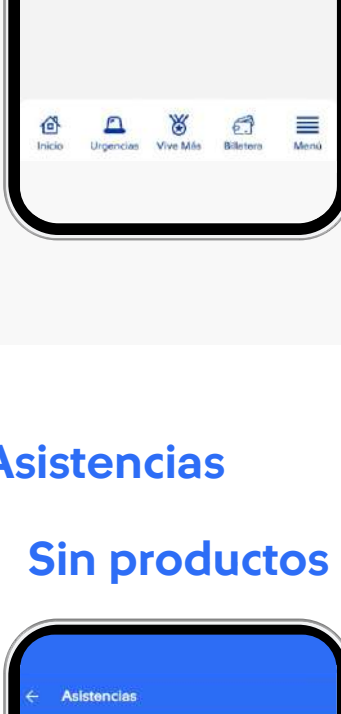 Inicio Urgencias Vive Más Billetera Menú
Asistencias
Sin productos
← Asistencias